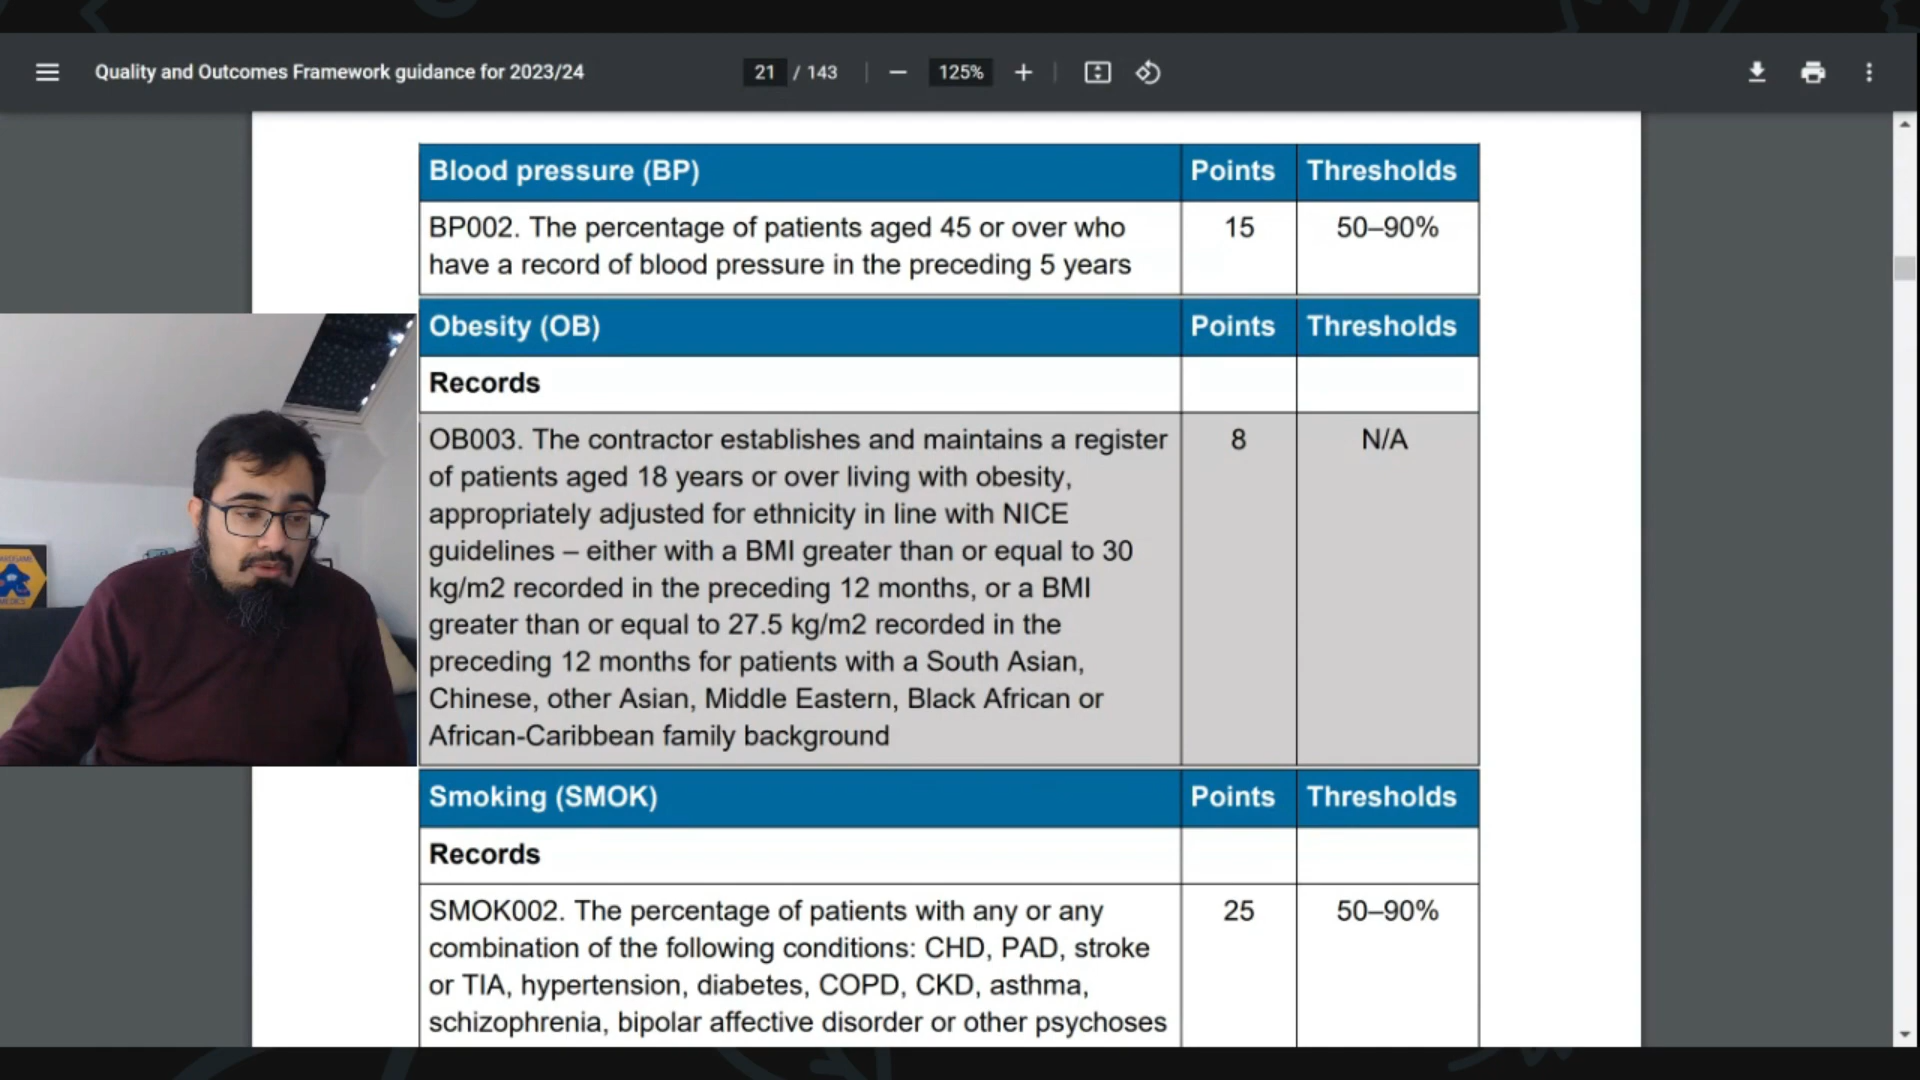 Quality and Outcomes Framework guidance for 2023/24
21 / 143
125%
Blood pressure (BP) Points Thresholds
BP002. The percentage of patients aged 45 or over who 15 50–90%
have a record of blood pressure in the preceding 5 years
Obesity (OB) Points Thresholds
Records
OB003. The contractor establishes and maintains a register 8 N/A
of patients aged 18 years or over living with obesity,
appropriately adjusted for ethnicity in line with NICE
guidelines – either with a BMI greater than or equal to 30
kg/m2 recorded in the preceding 12 months, or a BMI
greater than or equal to 27.5 kg/m2 recorded in the
preceding 12 months for patients with a South Asian,
Chinese, other Asian, Middle Eastern, Black African or
African-Caribbean family background
Smoking (SMOK) Points Thresholds
Records
SMOK002. The percentage of patients with any or any 25 50–90%
combination of the following conditions: CHD, PAD, stroke
or TIA, hypertension, diabetes, COPD, CKD, asthma,
schizophrenia, bipolar affective disorder or other psychoses